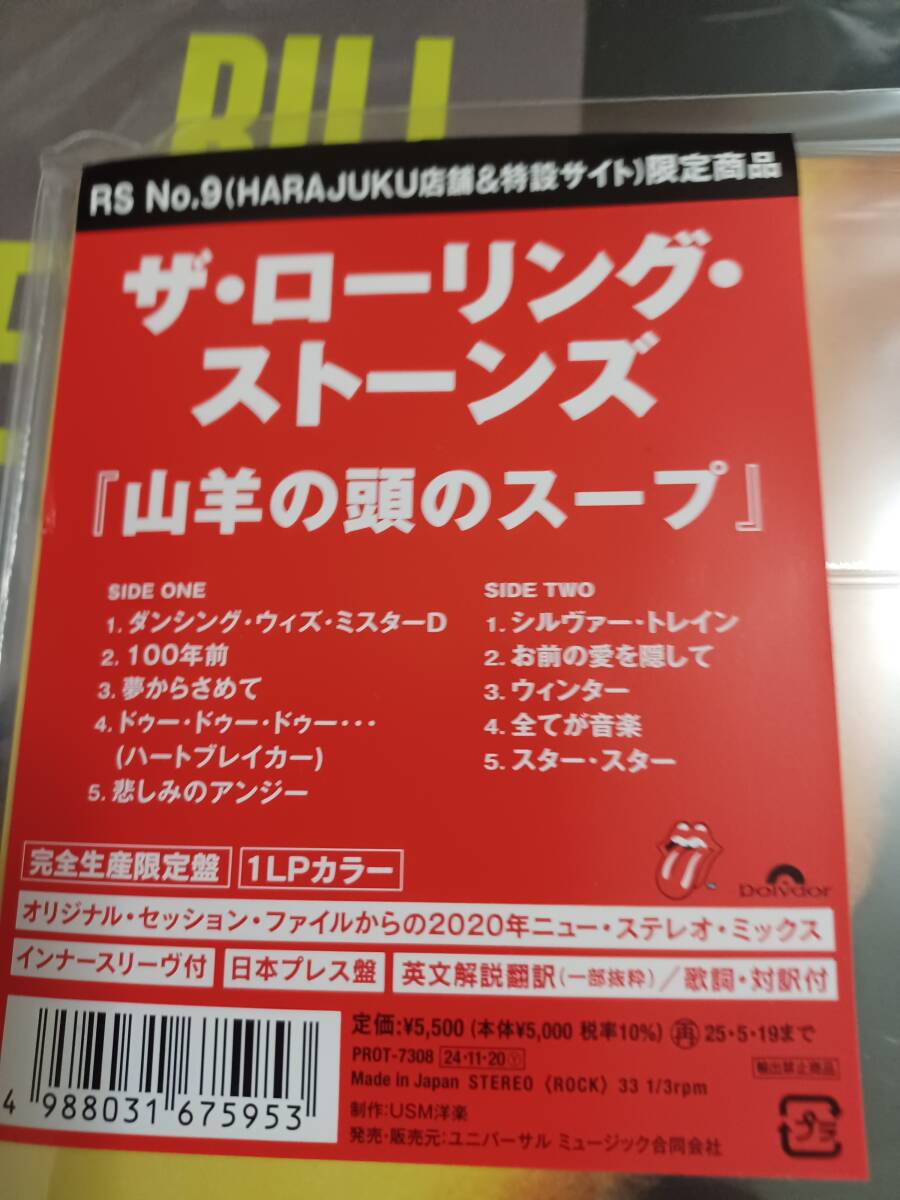 BILL
RS No.9(HARAJUKU店舗&特設サイト)限定商品
ザ・ローリング・
ストーンズ
『山羊の頭のスープ』
SIDE ONE
1. ダンシング・ウィズ・ミスターD
2. 100年前
3. 夢からさめて
4. ドゥー・ドゥー・ドゥー・・・
(ハートブレイカー)
5. 悲しみのアンジー
SIDE TWO
1. シルヴァー・トレイン
2. お前の愛を隠して
3. ウィンター
4. 全てが音楽
5. スター・スター
完全生産限定盤 1LPカラー
polydor
オリジナル・セッション・ファイルからの2020年ニュー・ステレオ・ミックス
インナースリーヴ付 日本プレス盤 英文解説翻訳(一部抜粋)/歌詞・対訳付
定価:¥5,500 (本体¥5,000 税率10%) 再 25・5・19まで
PROT-7308 24・11・20Ⓨ 輸出禁止商品
Made in Japan STEREO 〈ROCK〉 33 1/3rpm
制作:USM洋楽
発売・販売元:ユニバーサル ミュージック合同会社
4 988031 675953
プラ